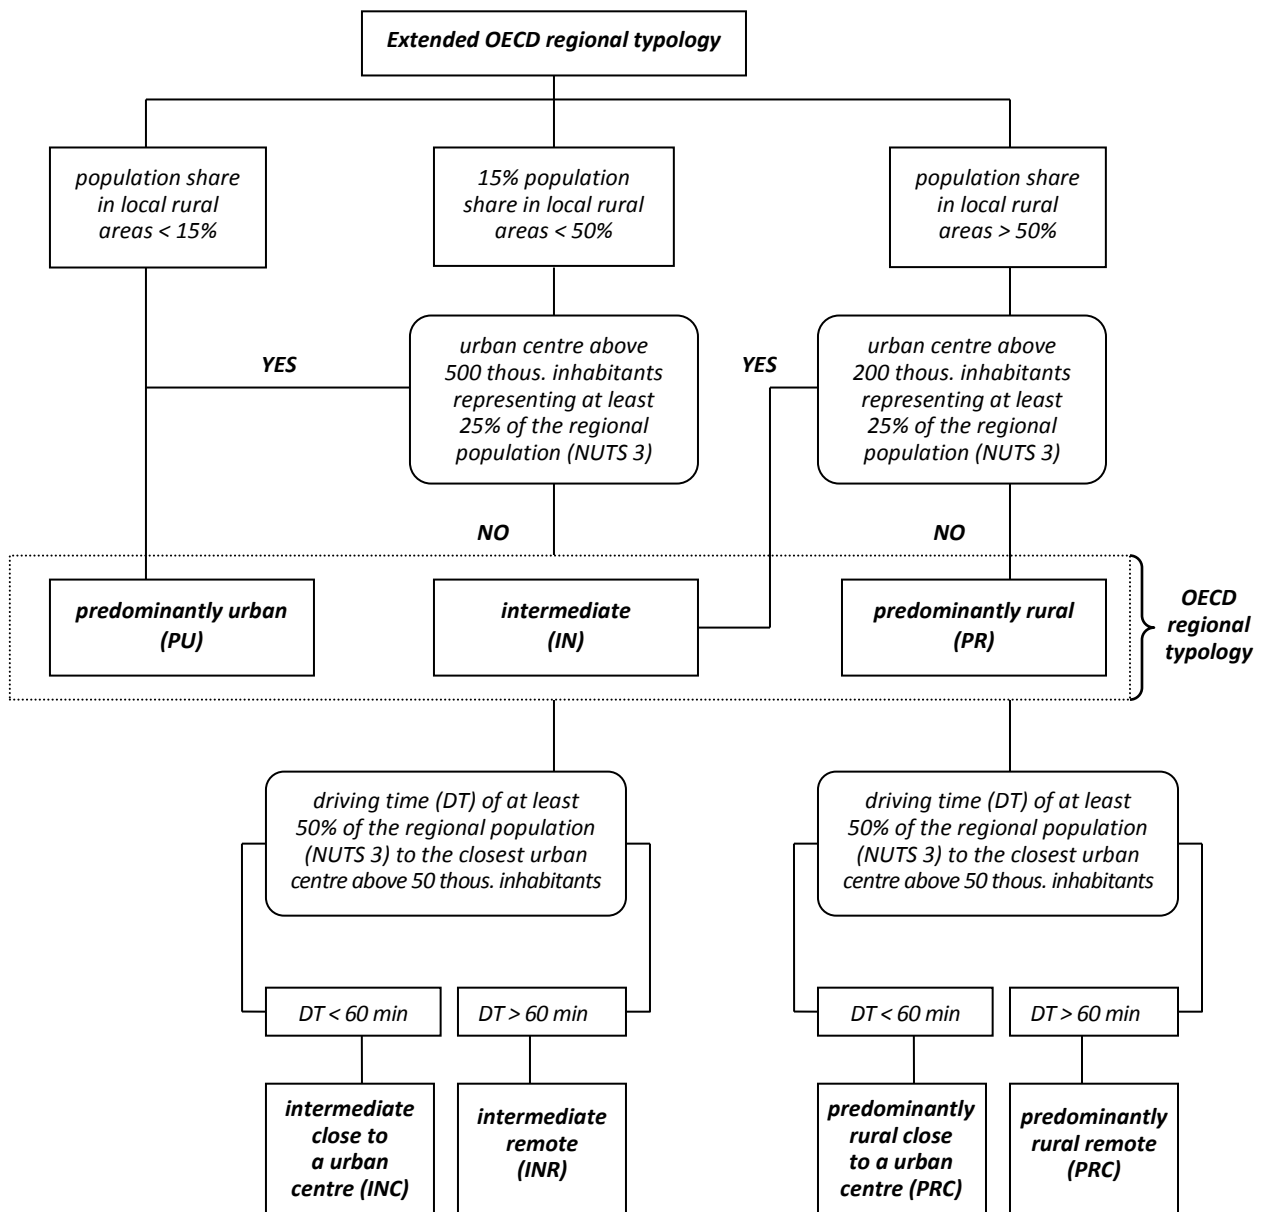 Extended OECD regional typology
population share
in local rural
areas < 15%
15% population
share in local rural
areas < 50%
population share
in local rural
areas > 50%
YES
urban centre above
500 thous. inhabitants
representing at least
25% of the regional
population (NUTS 3)
YES
urban centre above
200 thous. inhabitants
representing at least
25% of the regional
population (NUTS 3)
NO
NO
predominantly urban
(PU)
intermediate
(IN)
predominantly rural
(PR)
OECD
regional
typology
driving time (DT) of at least
50% of the regional population
(NUTS 3) to the closest urban
centre above 50 thous. inhabitants
driving time (DT) of at least
50% of the regional population
(NUTS 3) to the closest urban
centre above 50 thous. inhabitants
DT < 60 min
DT > 60 min
DT < 60 min
DT > 60 min
intermediate
close to
a urban
centre (INC)
intermediate
remote
(INR)
predominantly
rural close
to a urban
centre (PRC)
predominantly
rural remote
(PRC)